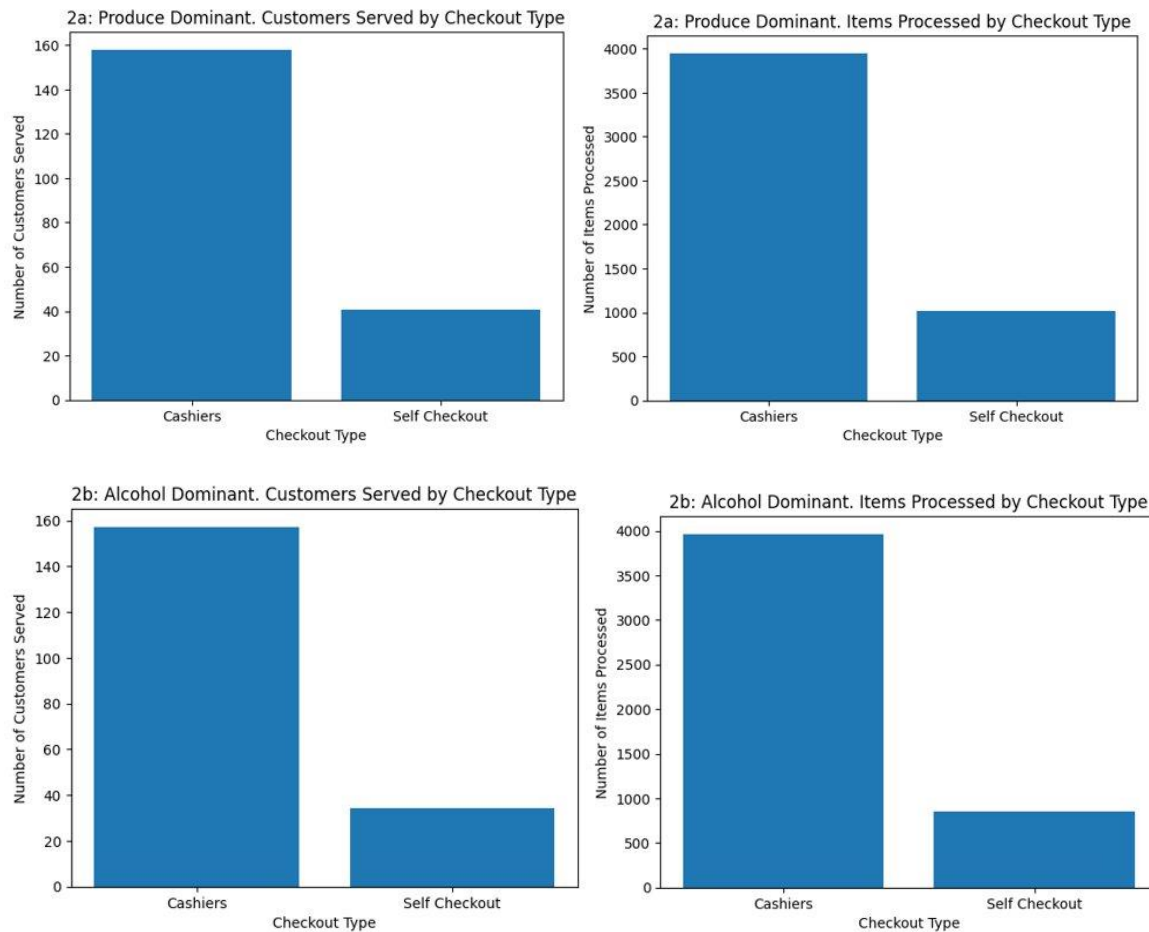 2a: Produce Dominant. Customers Served by Checkout Type
160
140
120
100
80
60
40
20
0
Number of Customers Served
Cashiers
Self Checkout
Checkout Type
2a: Produce Dominant. Items Processed by Checkout Type
4000
3500
3000
2500
2000
1500
1000
500
0
Number of Items Processed
Cashiers
Self Checkout
Checkout Type
2b: Alcohol Dominant. Customers Served by Checkout Type
160
140
120
100
80
60
40
20
0
Number of Customers Served
Cashiers
Self Checkout
Checkout Type
2b: Alcohol Dominant. Items Processed by Checkout Type
4000
3500
3000
2500
2000
1500
1000
500
0
Number of Items Processed
Cashiers
Self Checkout
Checkout Type